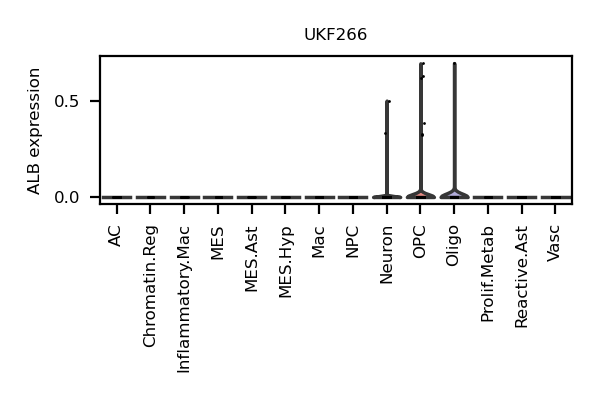 UKF266
ALB expression
0.5
0.0
AC
Chromatin.Reg
Inflammatory.Mac
MES
MES.Ast
MES.Hyp
Mac
NPC
Neuron
OPC
Oligo
Prolif.Metab
Reactive.Ast
Vasc